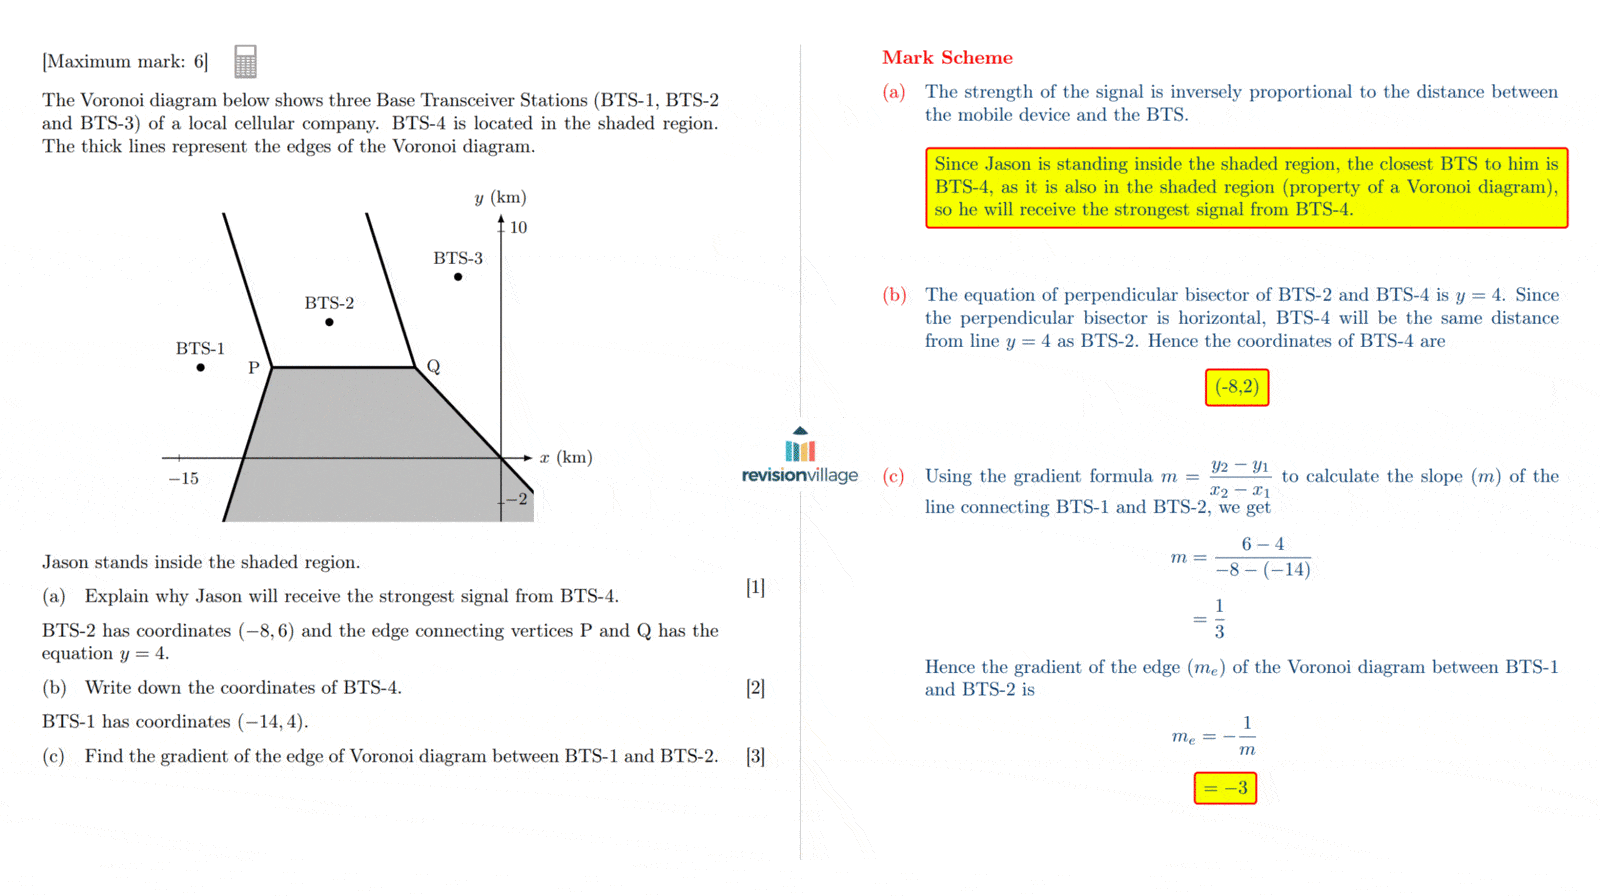 [Maximum mark: 6]
The Voronoi diagram below shows three Base Transceiver Stations (BTS-1, BTS-2
and BTS-3) of a local cellular company. BTS-4 is located in the shaded region.
The thick lines represent the edges of the Voronoi diagram.
y (km)
10
BTS-3
BTS-2
BTS-1
P
Q
x (km)
−15
−2
Jason stands inside the shaded region.
(a) Explain why Jason will receive the strongest signal from BTS-4. [1]
BTS-2 has coordinates (−8, 6) and the edge connecting vertices P and Q has the
equation y = 4.
(b) Write down the coordinates of BTS-4. [2]
BTS-1 has coordinates (−14, 4).
(c) Find the gradient of the edge of Voronoi diagram between BTS-1 and BTS-2. [3]
revisionvillage
Mark Scheme
(a) The strength of the signal is inversely proportional to the distance between
the mobile device and the BTS.
Since Jason is standing inside the shaded region, the closest BTS to him is
BTS-4, as it is also in the shaded region (property of a Voronoi diagram),
so he will receive the strongest signal from BTS-4.
(b) The equation of perpendicular bisector of BTS-2 and BTS-4 is y = 4. Since
the perpendicular bisector is horizontal, BTS-4 will be the same distance
from line y = 4 as BTS-2. Hence the coordinates of BTS-4 are
(-8,2)
(c) Using the gradient formula m = \frac{y_2 − y_1}{x_2 − x_1} to calculate the slope (m) of the
line connecting BTS-1 and BTS-2, we get
m = \frac{6 − 4}{−8 − (−14)}
= \frac{1}{3}
Hence the gradient of the edge (m_e) of the Voronoi diagram between BTS-1
and BTS-2 is
m_e = −\frac{1}{m}
= −3